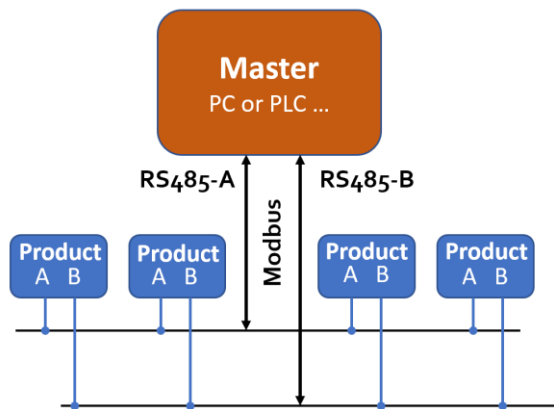 Master
PC or PLC ...
RS485-A
RS485-B
Modbus
Product
A B
Product
A B
Product
A B
Product
A B